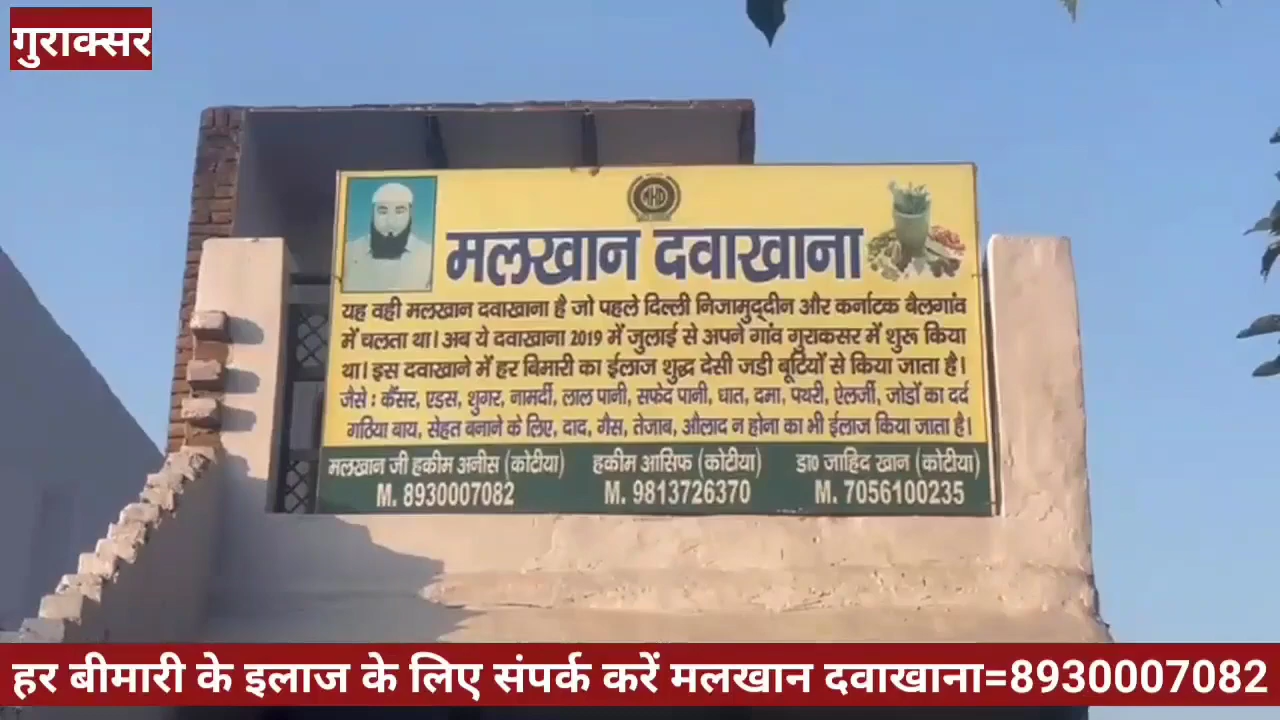 गुराक्सर
MHD
मलखान दवाखाना
यह वही मलखान दवाखाना है जो पहले दिल्ली निजामुद्दीन और कर्नाटक बैलगांव
में चलता था। अब ये दवाखाना 2019 में जुलाई से अपने गांव गुराकसर में शुरू किया
था। इस दवाखाने में हर बिमारी का ईलाज शुद्ध देसी जडी बूटियों से किया जाता है।
जैसे : कैंसर, एडस, शुगर, नामर्दी, लाल पानी, सफेद पानी, धात, दमा, पथरी, ऐलर्जी, जोडों का दर्द
गठिया बाय, सेहत बनाने के लिए, दाद, गैस, तेजाब, औलाद न होना का भी ईलाज किया जाता है।
मलखान जी हकीम अनीस (कोटीया) हकीम आसिफ (कोटीया) डा0 जाहिद खान (कोटीया)
M. 8930007082 M. 9813726370 M. 7056100235
हर बीमारी के इलाज के लिए संपर्क करें मलखान दवाखाना=8930007082